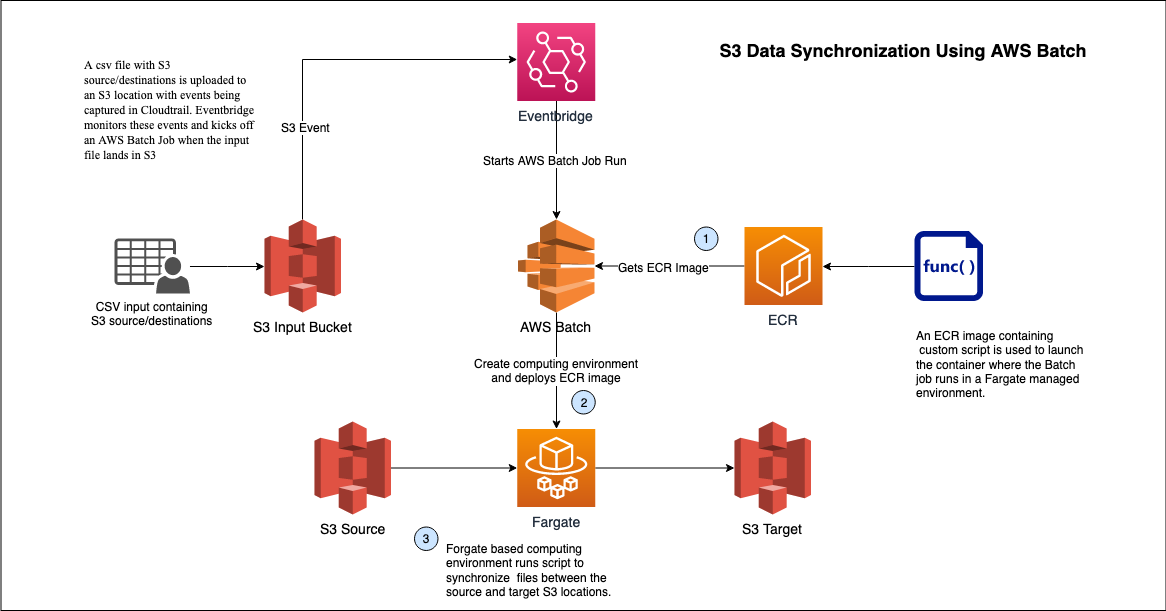 S3 Data Synchronization Using AWS Batch
A csv file with S3
source/destinations is uploaded to
an S3 location with events being
captured in Cloudtrail. Eventbridge
monitors these events and kicks off
an AWS Batch Job when the input
file lands in S3
S3 Event
Eventbridge
Starts AWS Batch Job Run
CSV input containing
S3 source/destinations
S3 Input Bucket
AWS Batch
1
Gets ECR Image
ECR
func( )
An ECR image containing
custom script is used to launch
the container where the Batch
job runs in a Fargate managed
environment.
Create computing environment
and deploys ECR image
2
S3 Source
Fargate
S3 Target
3
Forgate based computing
environment runs script to
synchronize files between the
source and target S3 locations.